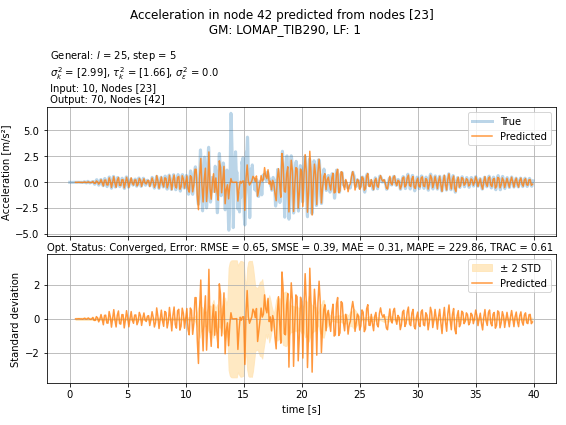 Acceleration in node 42 predicted from nodes [23]
GM: LOMAP_TIB290, LF: 1
General: l = 25, step = 5
σ²ₖ = [2.99], τ²ₖ = [1.66], σ²ε = 0.0
Input: 10, Nodes [23]
Output: 70, Nodes [42]
Acceleration [m/s²]
5.0
2.5
0.0
−2.5
−5.0
True
Predicted
Opt. Status: Converged, Error: RMSE = 0.65, SMSE = 0.39, MAE = 0.31, MAPE = 229.86, TRAC = 0.61
Standard deviation
2
0
−2
± 2 STD
Predicted
0 5 10 15 20 25 30 35 40
time [s]